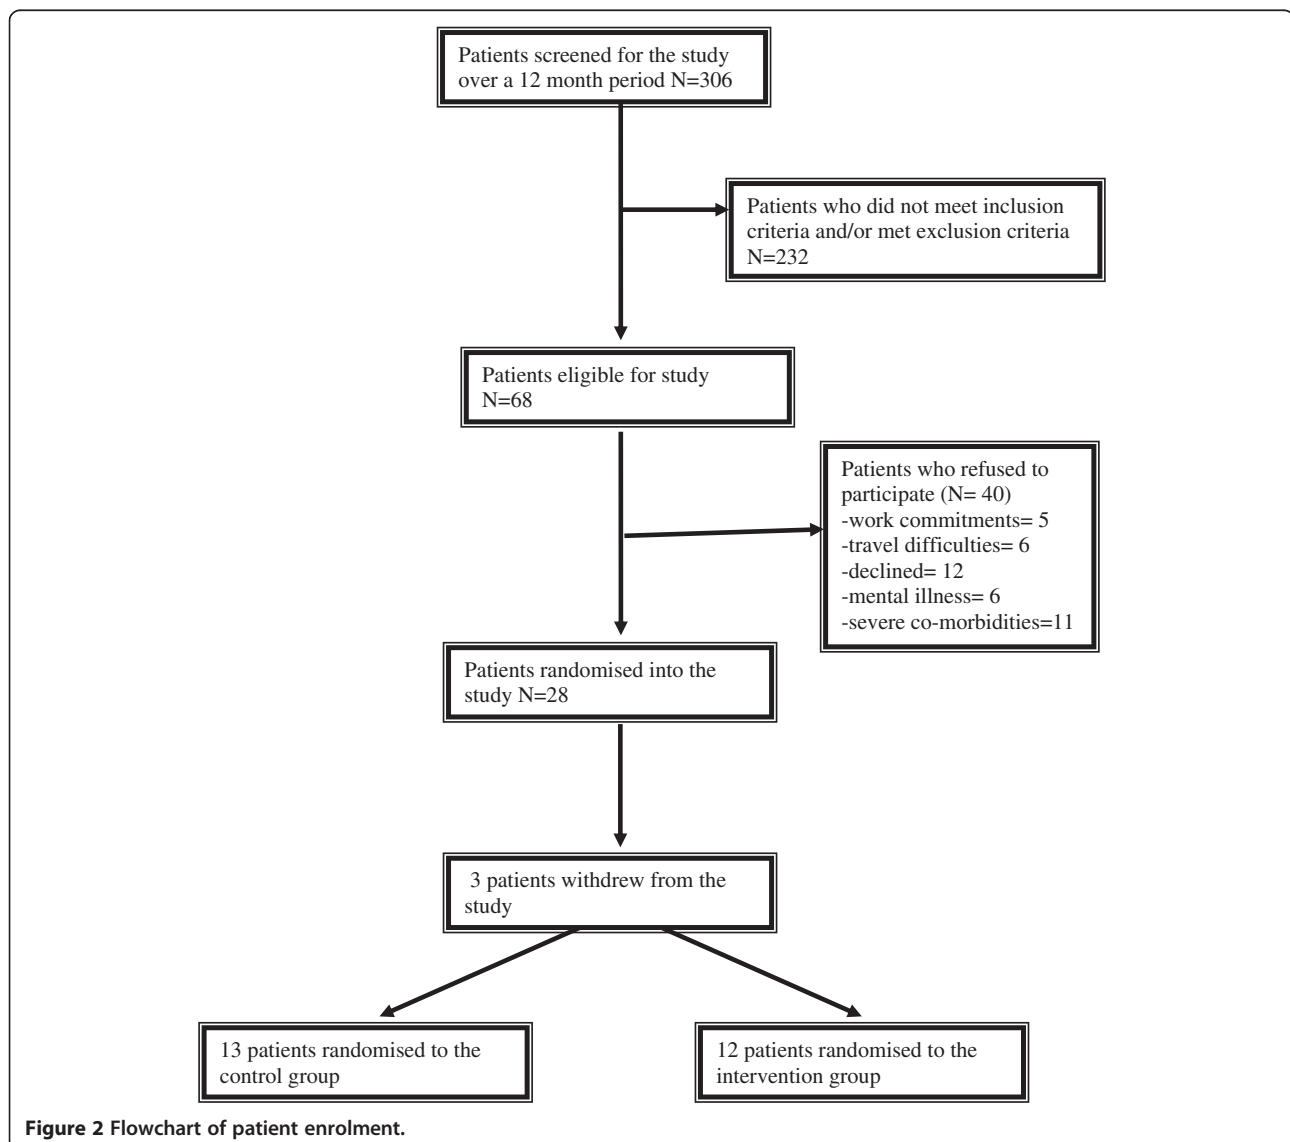 Patients screened for the study
over a 12 month period N=306
Patients who did not meet inclusion
criteria and/or met exclusion criteria
N=232
Patients eligible for study
N=68
Patients who refused to
participate (N= 40)
-work commitments= 5
-travel difficulties= 6
-declined= 12
-mental illness= 6
-severe co-morbidities=11
Patients randomised into the
study N=28
3 patients withdrew from the
study
13 patients randomised to the
control group
12 patients randomised to the
intervention group
Figure 2 Flowchart of patient enrolment.